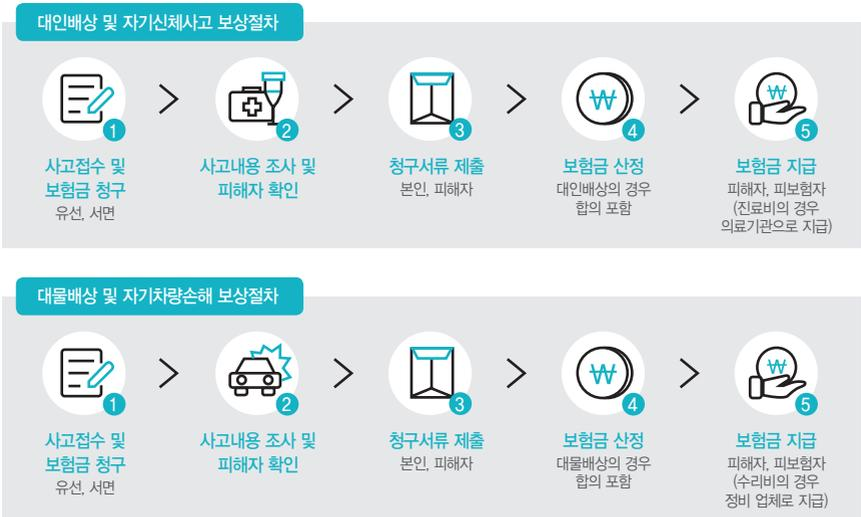 대인배상 및 자기신체사고 보상절차
1
사고접수 및
보험금 청구
유선, 서면
2
사고내용 조사 및
피해자 확인
3
청구서류 제출
본인, 피해자
4
보험금 산정
대인배상의 경우
합의 포함
5
보험금 지급
피해자, 피보험자
(진료비의 경우
의료기관으로 지급)
대물배상 및 자기차량손해 보상절차
1
사고접수 및
보험금 청구
유선, 서면
2
사고내용 조사 및
피해자 확인
3
청구서류 제출
본인, 피해자
4
보험금 산정
대물배상의 경우
합의 포함
5
보험금 지급
피해자, 피보험자
(수리비의 경우
정비 업체로 지급)